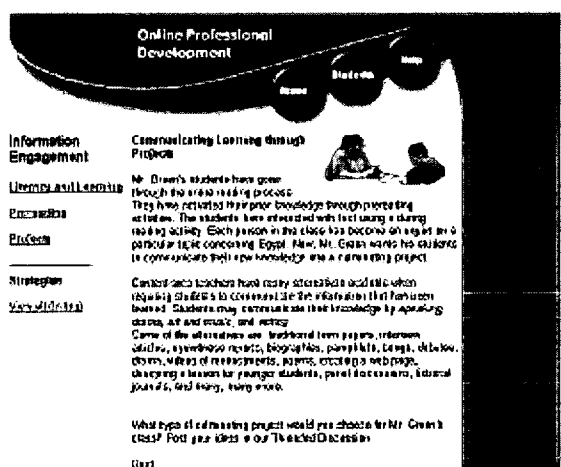 Online Professional
Development
Home
Students
Help
Information
Engagement
Literacy and Learning
Projects
Strategies
Communicating Learning through
Projects
Mr. Green's students have gone
through the entire reading process.
They have activated their prior knowledge through prereading
activities. The students have interacted with text using a during
reading activity. Each person in the class has become an expert on a
particular topic concerning Egypt. Now, Mr. Green wants his students
to communicate their new knowledge via a culminating project.
Content area teachers have many alternatives available when
requiring students to communicate the information that has been
learned. Students may communicate their knowledge by speaking,
drama, art and music, and writing.
Some of the alternatives are: traditional term papers, interview
articles, eyewitness reports, biographies, pamphlets, songs, debates,
drama, videos of reenactments, poems, creating a web page,
designing a lesson for younger students, panel discussions, fictional
journals, and many, many more.
What type of culminating project would you choose for Mr. Green's
class? Post your ideas in our Threaded Discussion.